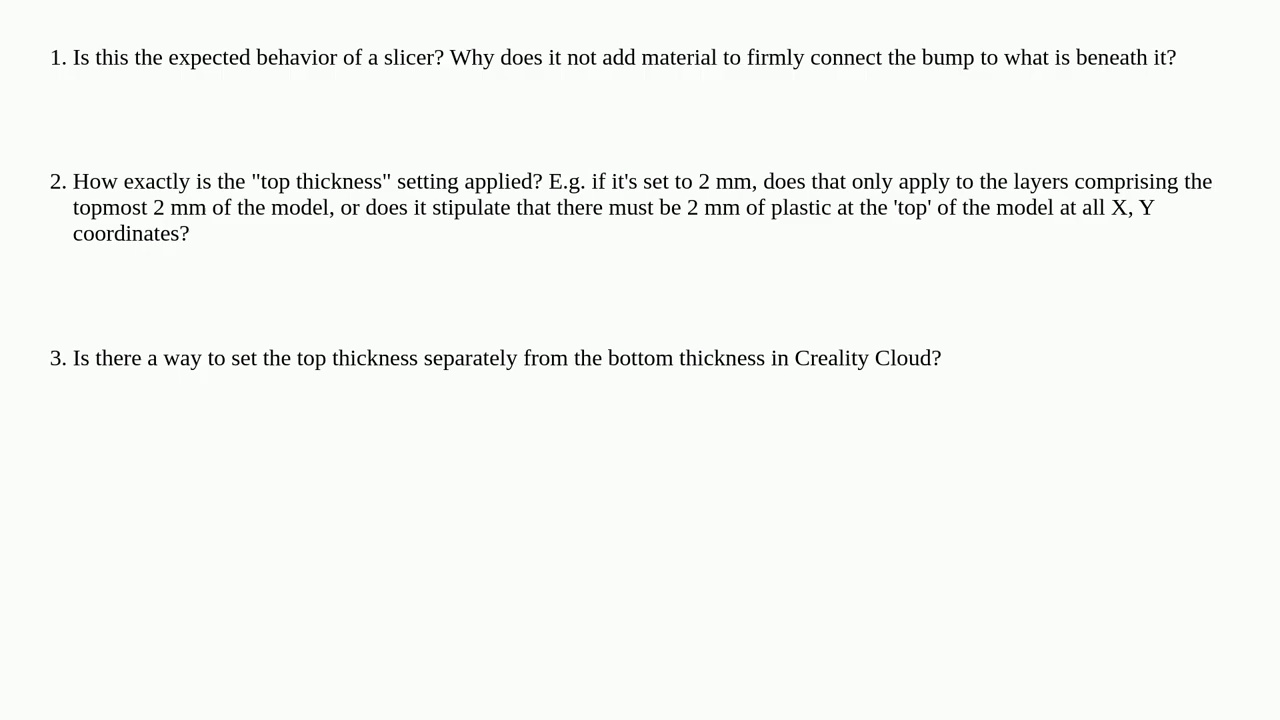 1. Is this the expected behavior of a slicer? Why does it not add material to firmly connect the bump to what is beneath it?
2. How exactly is the "top thickness" setting applied? E.g. if it's set to 2 mm, does that only apply to the layers comprising the
topmost 2 mm of the model, or does it stipulate that there must be 2 mm of plastic at the 'top' of the model at all X, Y
coordinates?
3. Is there a way to set the top thickness separately from the bottom thickness in Creality Cloud?